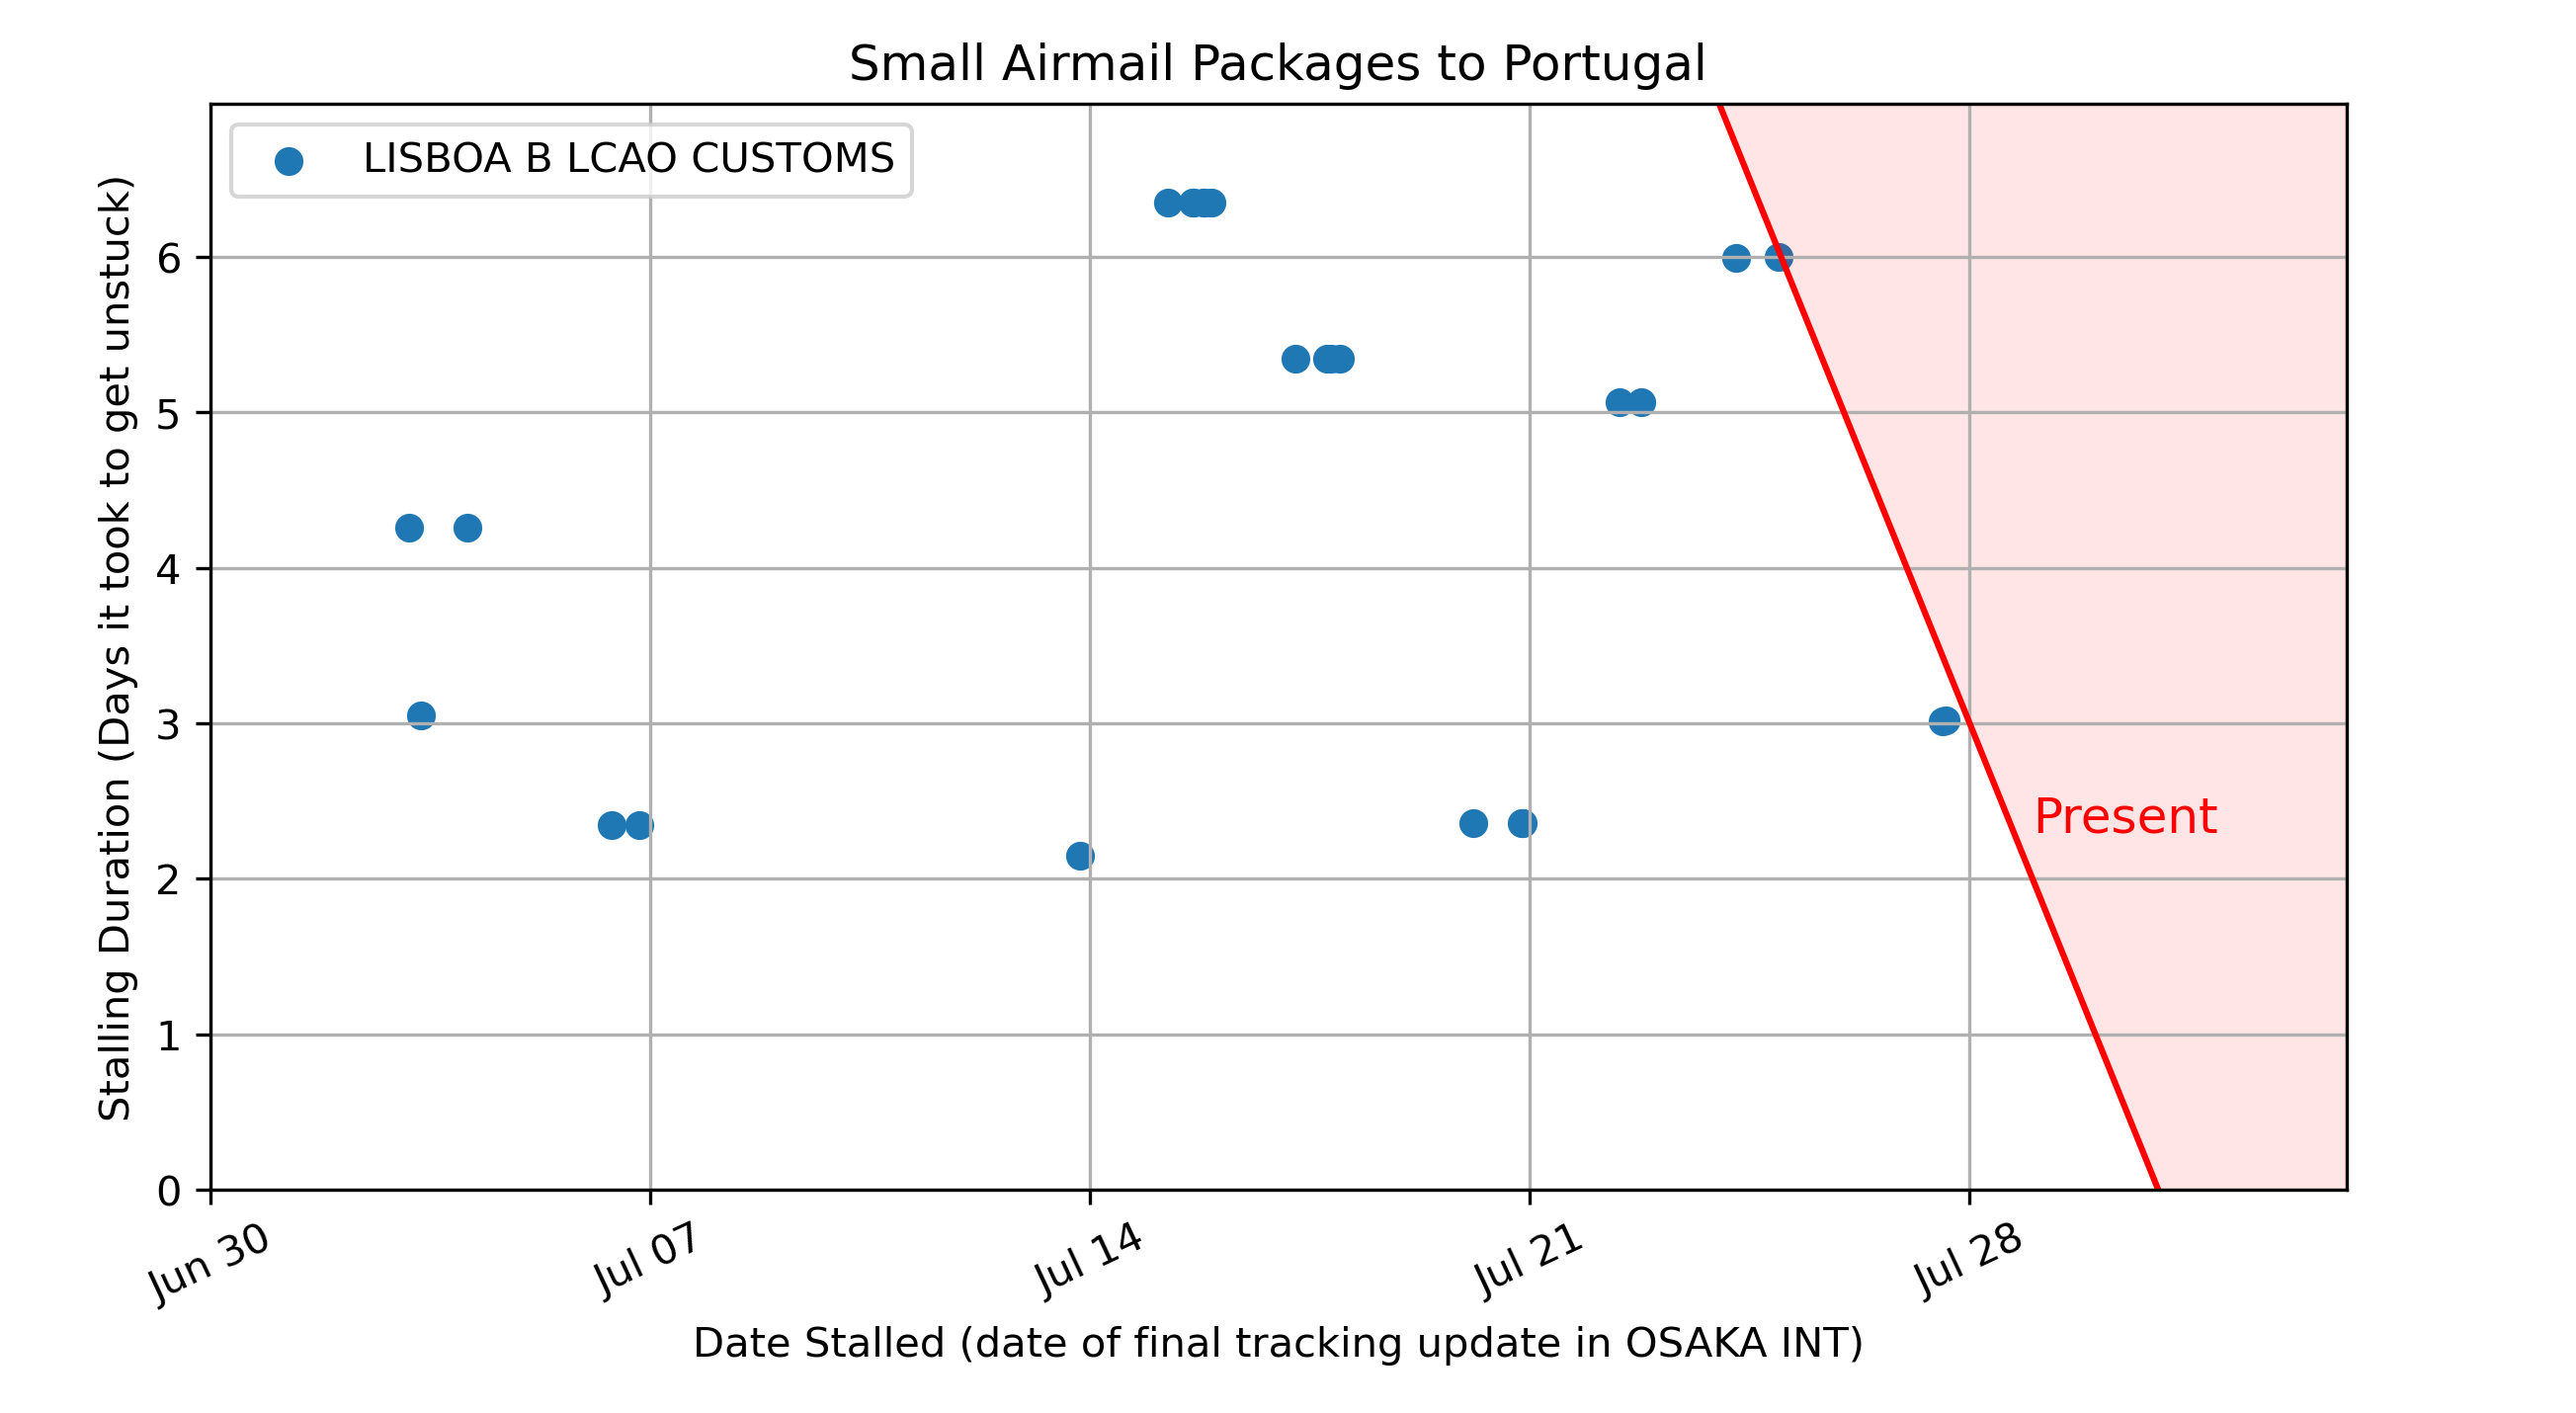 Small Airmail Packages to Portugal
LISBOA B LCAO CUSTOMS
Stalling Duration (Days it took to get unstuck)
6
5
4
3
2
1
0
Present
Jun 30
Jul 07
Jul 14
Jul 21
Jul 28
Date Stalled (date of final tracking update in OSAKA INT)